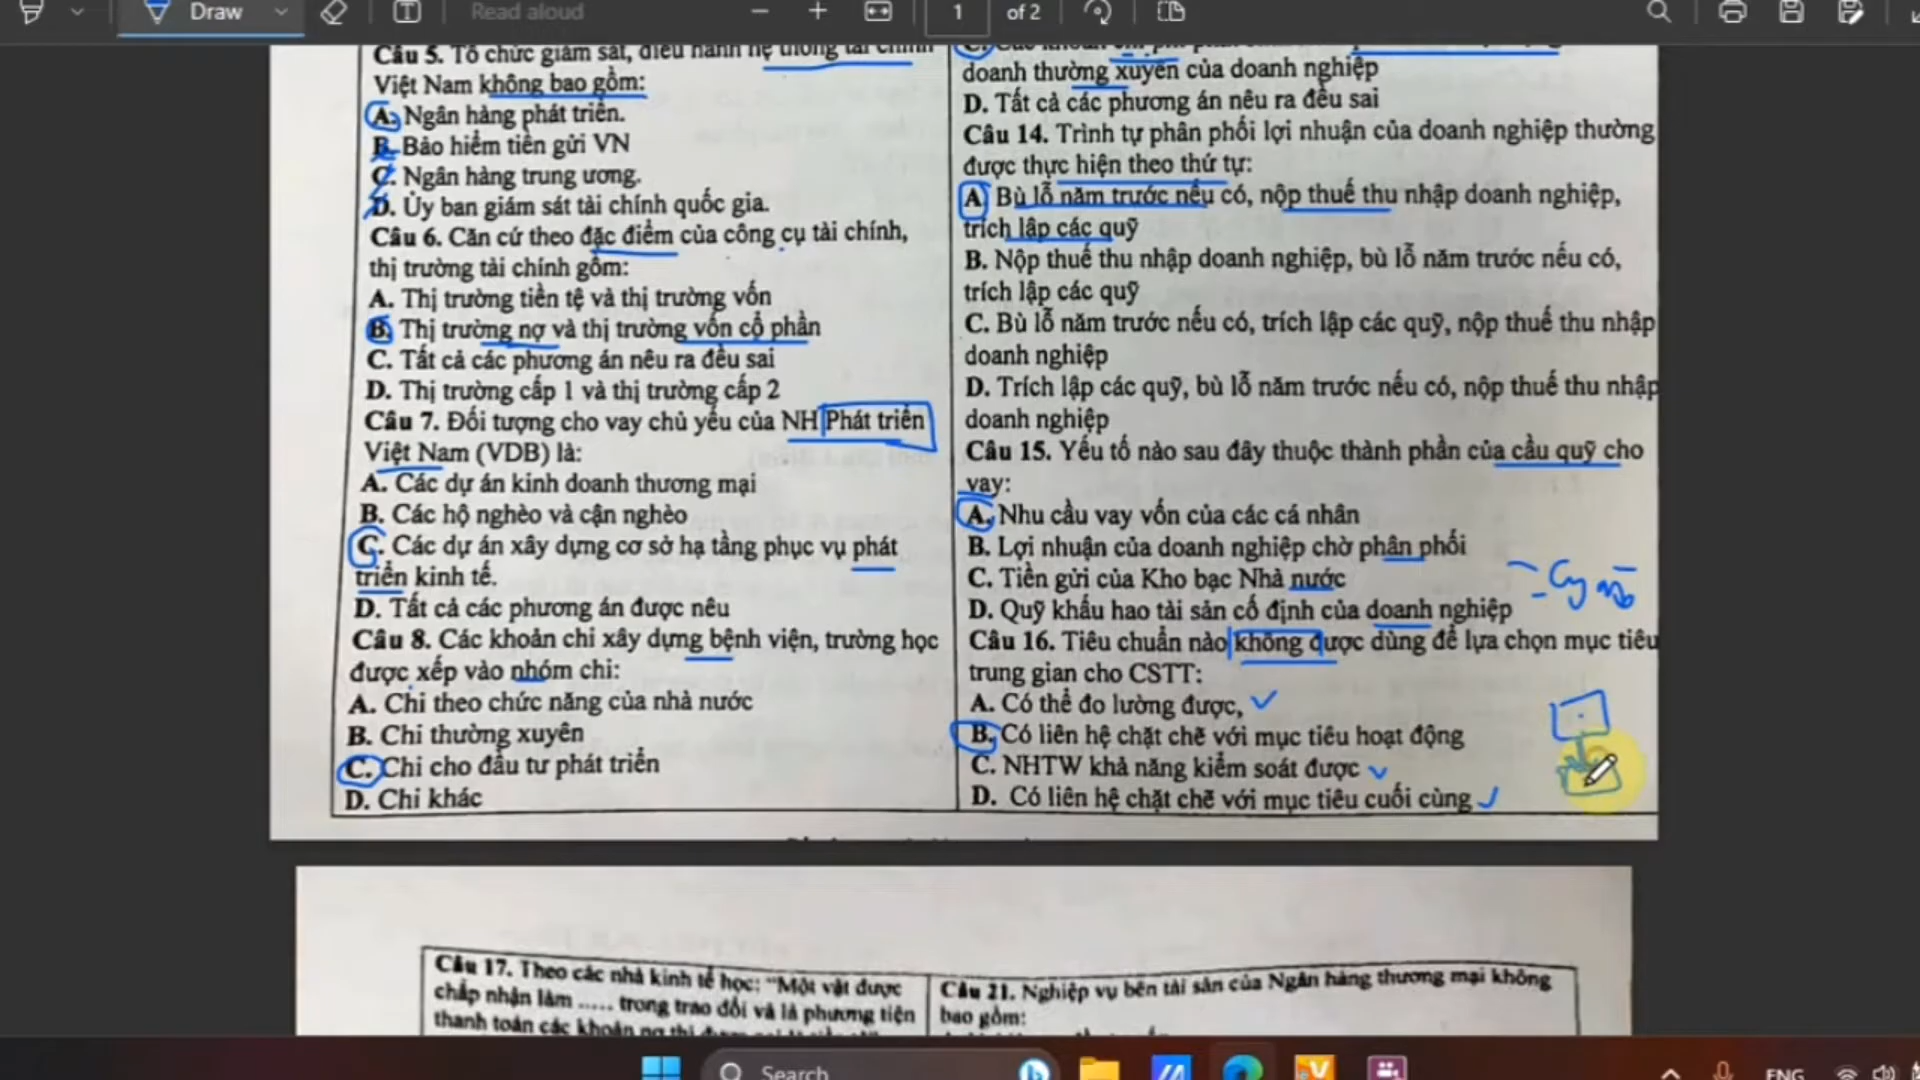 Draw
Read aloud
1
of 2
Câu 5. Tổ chức giám sát, điều hành hệ thống tài chính
Việt Nam không bao gồm:
A. Ngân hàng phát triển.
B. Bảo hiểm tiền gửi VN
C. Ngân hàng trung ương.
D. Ủy ban giám sát tài chính quốc gia.
Câu 6. Căn cứ theo đặc điểm của công cụ tài chính,
thị trường tài chính gồm:
A. Thị trường tiền tệ và thị trường vốn
B. Thị trường nợ và thị trường vốn cổ phần
C. Tất cả các phương án nêu ra đều sai
D. Thị trường cấp 1 và thị trường cấp 2
Câu 7. Đối tượng cho vay chủ yếu của NH Phát triển
Việt Nam (VDB) là:
A. Các dự án kinh doanh thương mại
B. Các hộ nghèo và cận nghèo
C. Các dự án xây dựng cơ sở hạ tầng phục vụ phát
triển kinh tế.
D. Tất cả các phương án được nêu
Câu 8. Các khoản chi xây dựng bệnh viện, trường học
được xếp vào nhóm chi:
A. Chi theo chức năng của nhà nước
B. Chi thường xuyên
C. Chi cho đầu tư phát triển
D. Chi khác
doanh thường xuyên của doanh nghiệp
D. Tất cả các phương án nêu ra đều sai
Câu 14. Trình tự phân phối lợi nhuận của doanh nghiệp thường
được thực hiện theo thứ tự:
A. Bù lỗ năm trước nếu có, nộp thuế thu nhập doanh nghiệp,
trích lập các quỹ
B. Nộp thuế thu nhập doanh nghiệp, bù lỗ năm trước nếu có,
trích lập các quỹ
C. Bù lỗ năm trước nếu có, trích lập các quỹ, nộp thuế thu nhập
doanh nghiệp
D. Trích lập các quỹ, bù lỗ năm trước nếu có, nộp thuế thu nhập
doanh nghiệp
Câu 15. Yếu tố nào sau đây thuộc thành phần của cầu quỹ cho
vay:
A. Nhu cầu vay vốn của các cá nhân
B. Lợi nhuận của doanh nghiệp chờ phân phối
C. Tiền gửi của Kho bạc Nhà nước
D. Quỹ khấu hao tài sản cố định của doanh nghiệp
Câu 16. Tiêu chuẩn nào không được dùng để lựa chọn mục tiêu
trung gian cho CSTT:
A. Có thể đo lường được,
B. Có liên hệ chặt chẽ với mục tiêu hoạt động
C. NHTW khả năng kiểm soát được
D. Có liên hệ chặt chẽ với mục tiêu cuối cùng
Câu 17. Theo các nhà kinh tế học: "Một vật được
chấp nhận làm ..... trong trao đổi và là phương tiện
thanh toán các khoản nợ thì được
Câu 21. Nghiệp vụ bên tài sản của Ngân hàng thương mại không
bao gồm:
Search
ENG